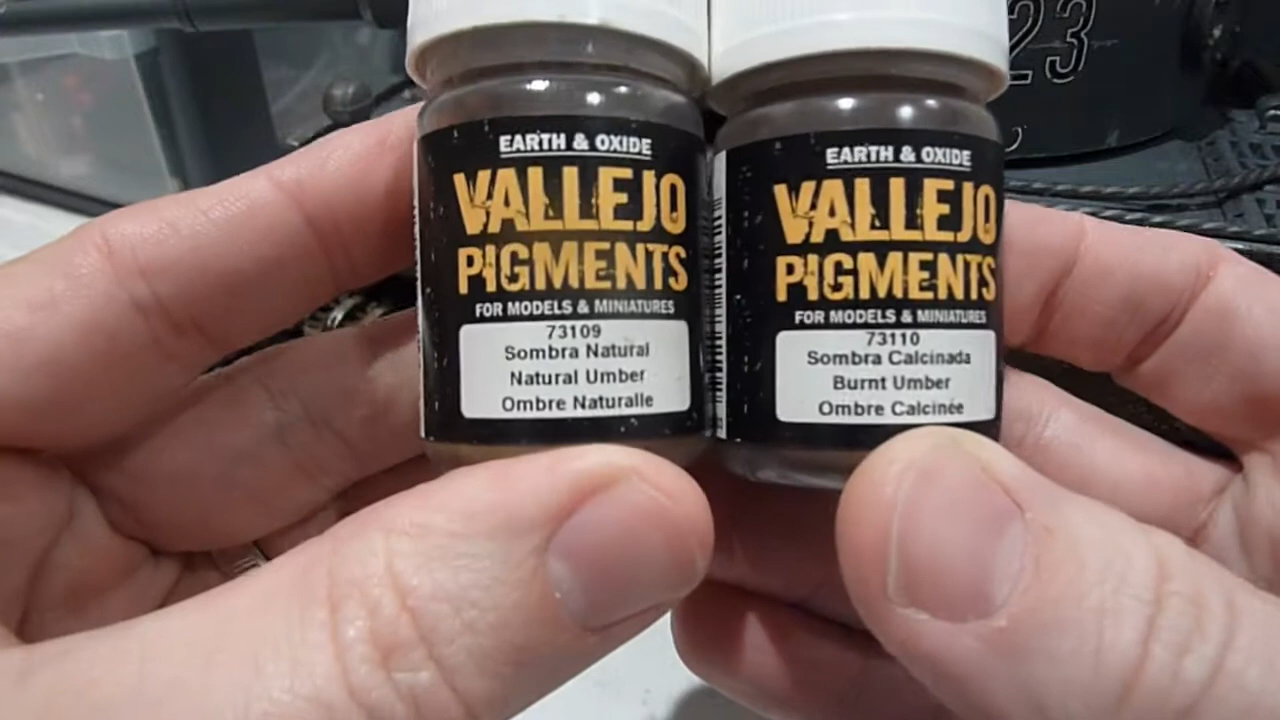 EARTH & OXIDE
VALLEJO
PIGMENTS
FOR MODELS & MINIATURES
73109
Sombra Natural
Natural Umber
Ombre Naturalle
EARTH & OXIDE
VALLEJO
PIGMENTS
FOR MODELS & MINIATURES
73110
Sombra Calcinada
Burnt Umber
Ombre Calcinée
23